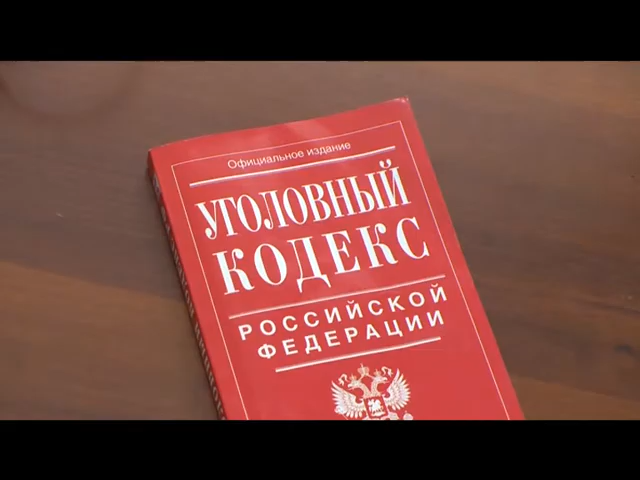 Официальное издание
УГОЛОВНЫЙ
КОДЕКС
РОССИЙСКОЙ
ФЕДЕРАЦИИ